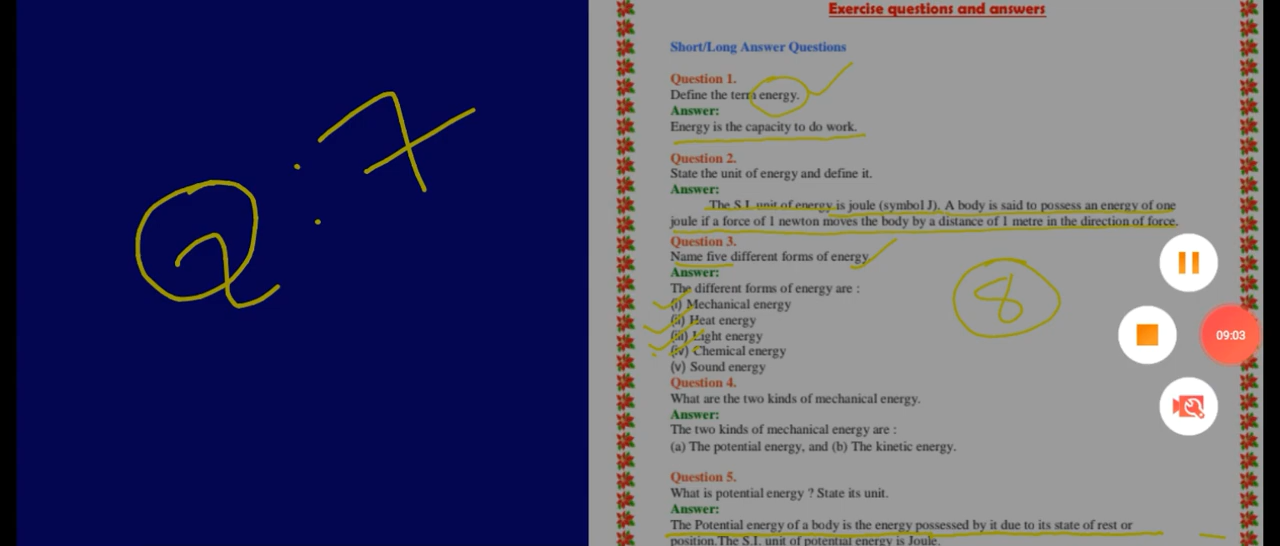 Q:7
Exercise questions and answers
Short/Long Answer Questions
Question 1.
Define the term energy.
Answer:
Energy is the capacity to do work.
Question 2.
State the unit of energy and define it.
Answer:
The S.I. unit of energy is joule (symbol J). A body is said to possess an energy of one
joule if a force of 1 newton moves the body by a distance of 1 metre in the direction of force.
Question 3.
Name five different forms of energy
Answer:
The different forms of energy are :
(i) Mechanical energy
(ii) Heat energy
(iii) Light energy
(iv) Chemical energy
(v) Sound energy
8
09:03
Question 4.
What are the two kinds of mechanical energy.
Answer:
The two kinds of mechanical energy are :
(a) The potential energy, and (b) The kinetic energy.
Question 5.
What is potential energy ? State its unit.
Answer:
The Potential energy of a body is the energy possessed by it due to its state of rest or
position.The S.I. unit of potential energy is Joule.